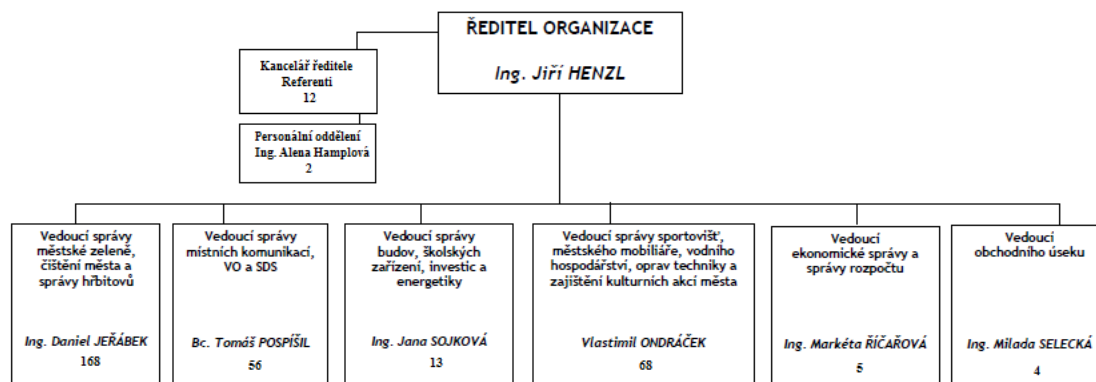 ŘEDITEL ORGANIZACE
Ing. Jiří HENZL
Kancelář ředitele
Referenti
12
Personální oddělení
Ing. Alena Hamplová
2
Vedoucí správy
městské zeleně,
čištění města a
správy hřbitovů
Ing. Daniel JEŘÁBEK
168
Vedoucí správy
místních komunikací,
VO a SDS
Bc. Tomáš POSPÍŠIL
56
Vedoucí správy
budov, školských
zařízení, investic a
energetiky
Ing. Jana SOJKOVÁ
13
Vedoucí správy sportovišť,
městského mobiliáře, vodního
hospodářství, oprav techniky a
zajištění kulturních akcí města
Vlastimil ONDRÁČEK
68
Vedoucí
ekonomické správy a
správy rozpočtu
Ing. Markéta ŘÍČAŘOVÁ
5
Vedoucí
obchodního úseku
Ing. Milada SELECKÁ
4